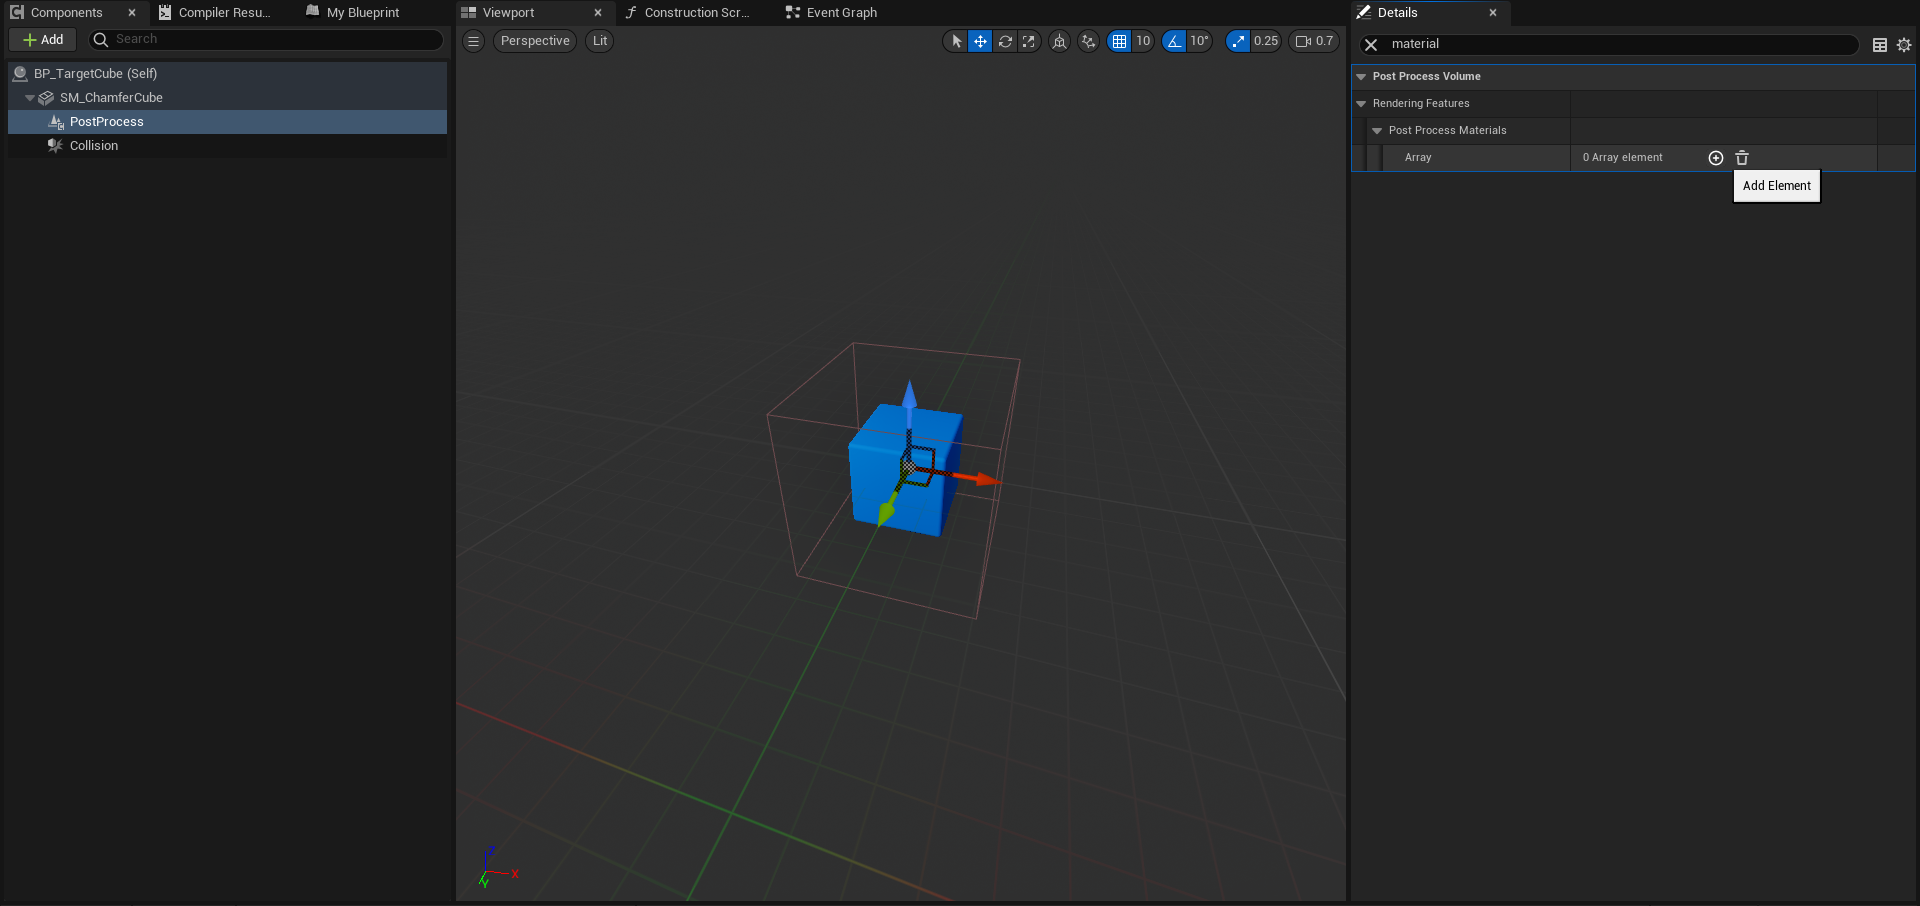 Components
Compiler Resu...
My Blueprint
Viewport
Construction Scr...
Event Graph
Details
Add
Search
Perspective
Lit
10
10°
0.25
0.7
material
BP_TargetCube (Self)
SM_ChamferCube
PostProcess
Collision
Post Process Volume
Rendering Features
Post Process Materials
Array
0 Array element
Add Element
Z
X
Y